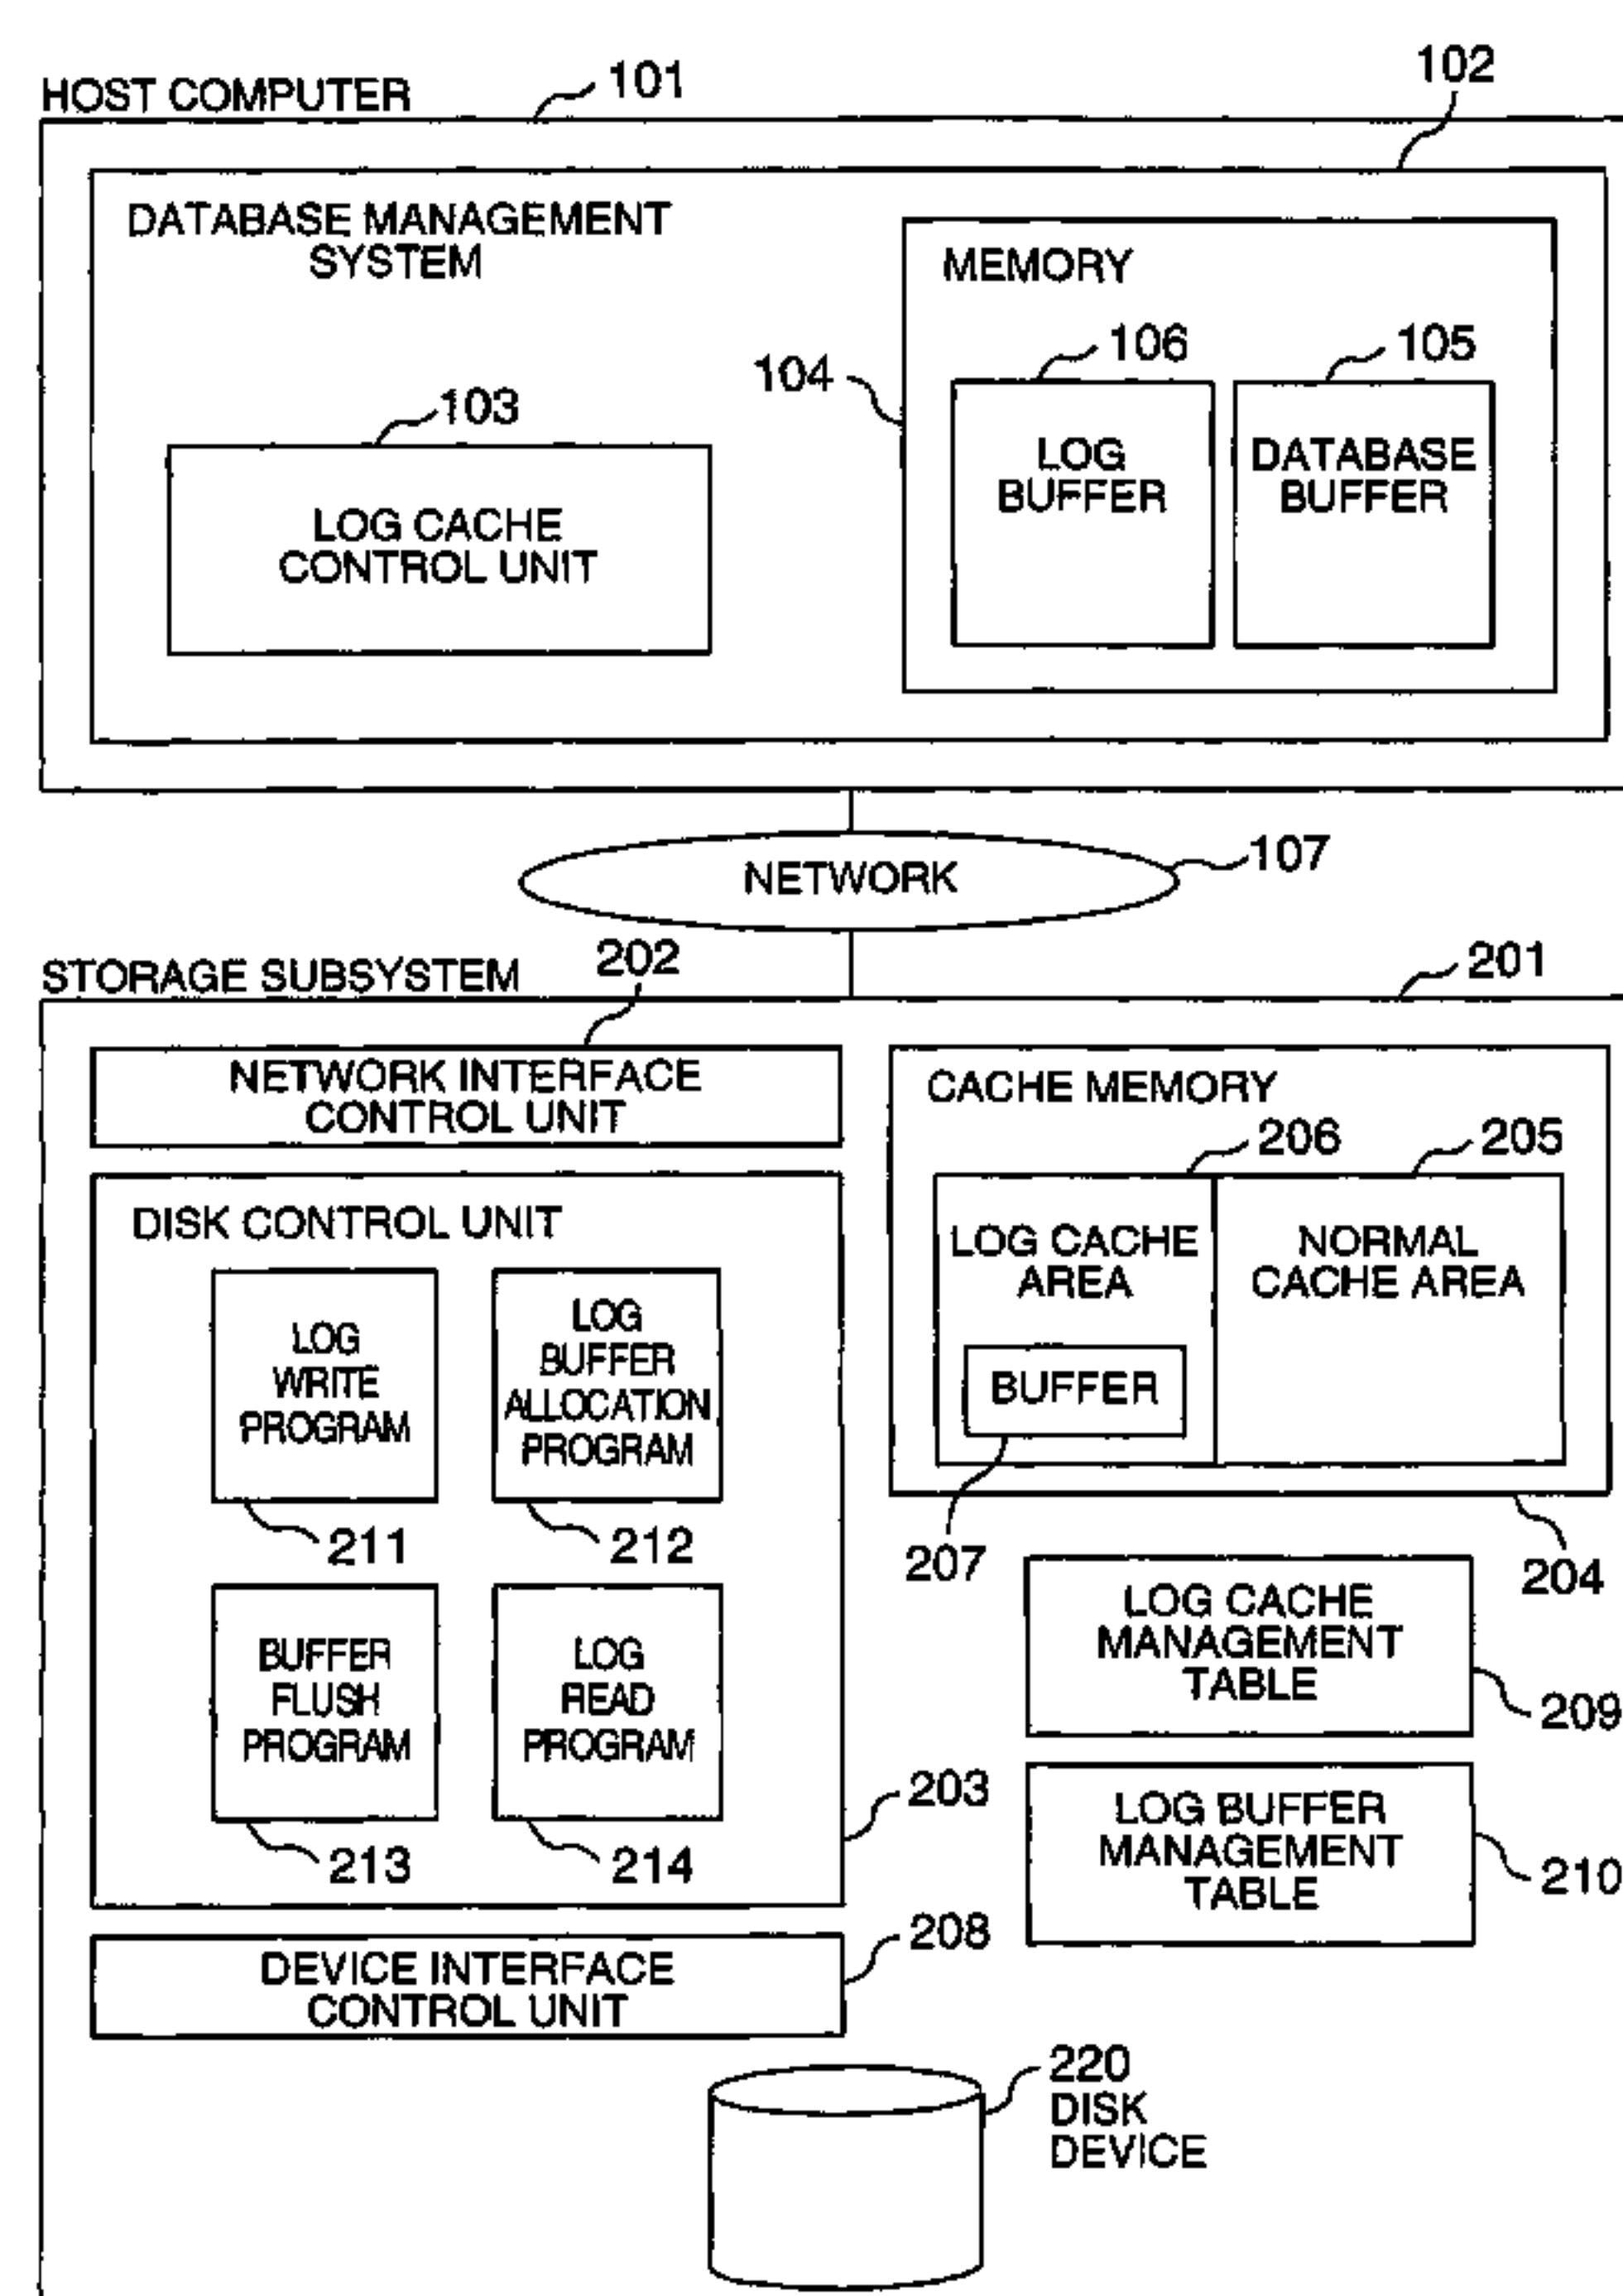 HOST COMPUTER
101
102
DATABASE MANAGEMENT
SYSTEM
MEMORY
104
106
105
103
LOG
BUFFER
DATABASE
BUFFER
LOG CACHE
CONTROL UNIT
NETWORK
107
STORAGE SUBSYSTEM
202
201
NETWORK INTERFACE
CONTROL UNIT
CACHE MEMORY
206
205
DISK CONTROL UNIT
LOG CACHE
AREA
NORMAL
CACHE AREA
BUFFER
LOG
WRITE
PROGRAM
LOG
BUFFER
ALLOCATION
PROGRAM
211
212
207
204
LOG CACHE
MANAGEMENT
TABLE
209
BUFFER
FLUSH
PROGRAM
LOG
READ
PROGRAM
203
213
214
LOG BUFFER
MANAGEMENT
TABLE
210
208
DEVICE INTERFACE
CONTROL UNIT
220
DISK
DEVICE